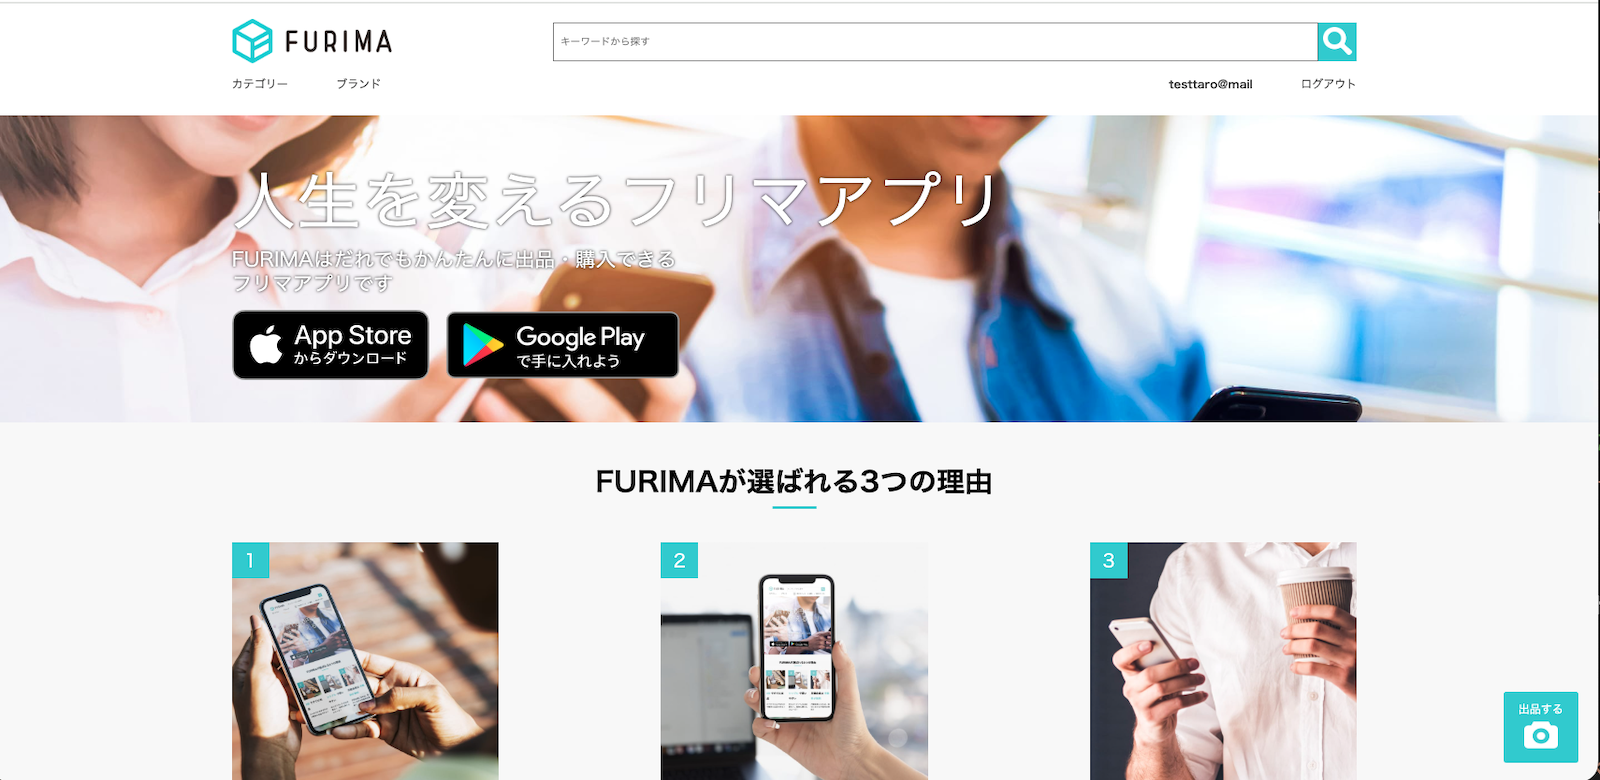 FURIMA
キーワードから探す
カテゴリー ブランド
testtaro@mail ログアウト
人生を変えるフリマアプリ
FURIMAはだれでもかんたんに出品・購入できる
フリマアプリです
App Store
からダウンロード
Google Play
で手に入れよう
FURIMAが選ばれる3つの理由
1
2
3
出品する